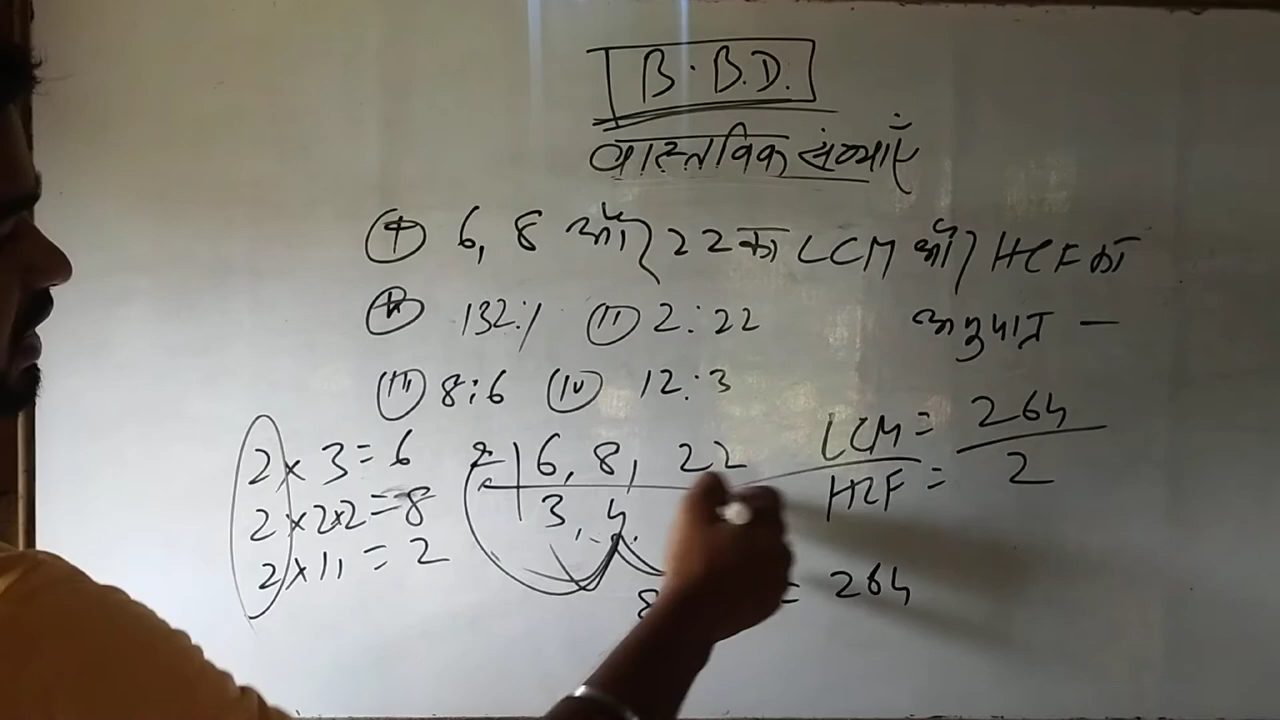 B.B.D.
वास्तविक संख्याएं
6, 8 और 22 का LCM और HCF का
अनुपात —
132:1 (ii) 2:22
(iii) 8:6 (iv) 12:3
2×3=6
2×2×2=8
2×11=2
2 6, 8, 22
3, 4,
8
= 264
LCM = 264
HCF = 2